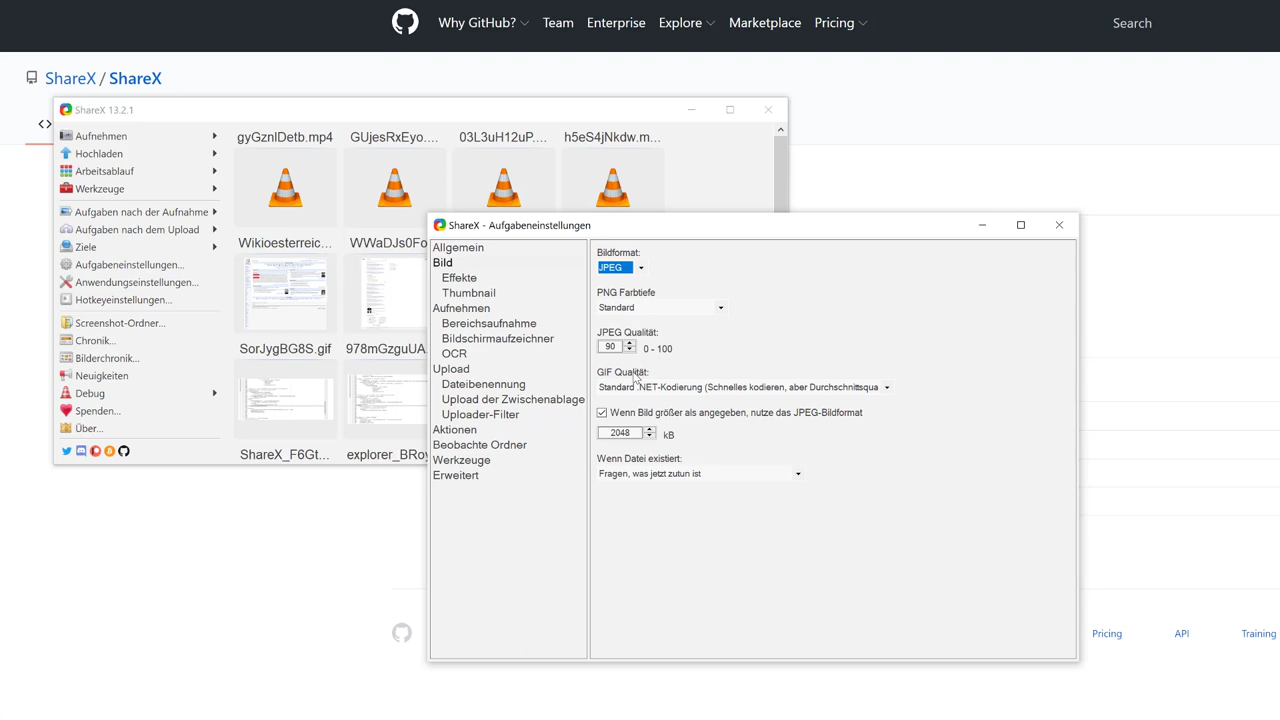 Why GitHub? Team Enterprise Explore Marketplace Pricing Search
ShareX / ShareX
ShareX 13.2.1
Aufnehmen
Hochladen
Arbeitsablauf
Werkzeuge
Aufgaben nach der Aufnahme
Aufgaben nach dem Upload
Ziele
Aufgabeneinstellungen...
Anwendungseinstellungen...
Hotkeyeinstellungen...
Screenshot-Ordner...
Chronik...
Bilderchronik...
Neuigkeiten
Debug
Spenden...
Über...
gyGznlDetb.mp4 GUjesRxEyo.... 03L3uH12uP.... h5eS4jNkdw.m...
Wikioesterreic... WWaDJs0Fo
SorJygBG8S.gif 978mGzguUA
ShareX_F6Gt... explorer_BRoy
ShareX - Aufgabeneinstellungen
Allgemein
Bild
Effekte
Thumbnail
Aufnehmen
Bereichsaufnahme
Bildschirmaufzeichner
OCR
Upload
Dateibenennung
Upload der Zwischenablage
Uploader-Filter
Aktionen
Beobachte Ordner
Werkzeuge
Erweitert
Bildformat:
JPEG
PNG Farbtiefe
Standard
JPEG Qualität:
90 0 - 100
GIF Qualität:
Standard .NET-Kodierung (Schnelles kodieren, aber Durchschnittsqua
Wenn Bild größer als angegeben, nutze das JPEG-Bildformat
2048 kB
Wenn Datei existiert:
Fragen, was jetzt zutun ist
Pricing API Training